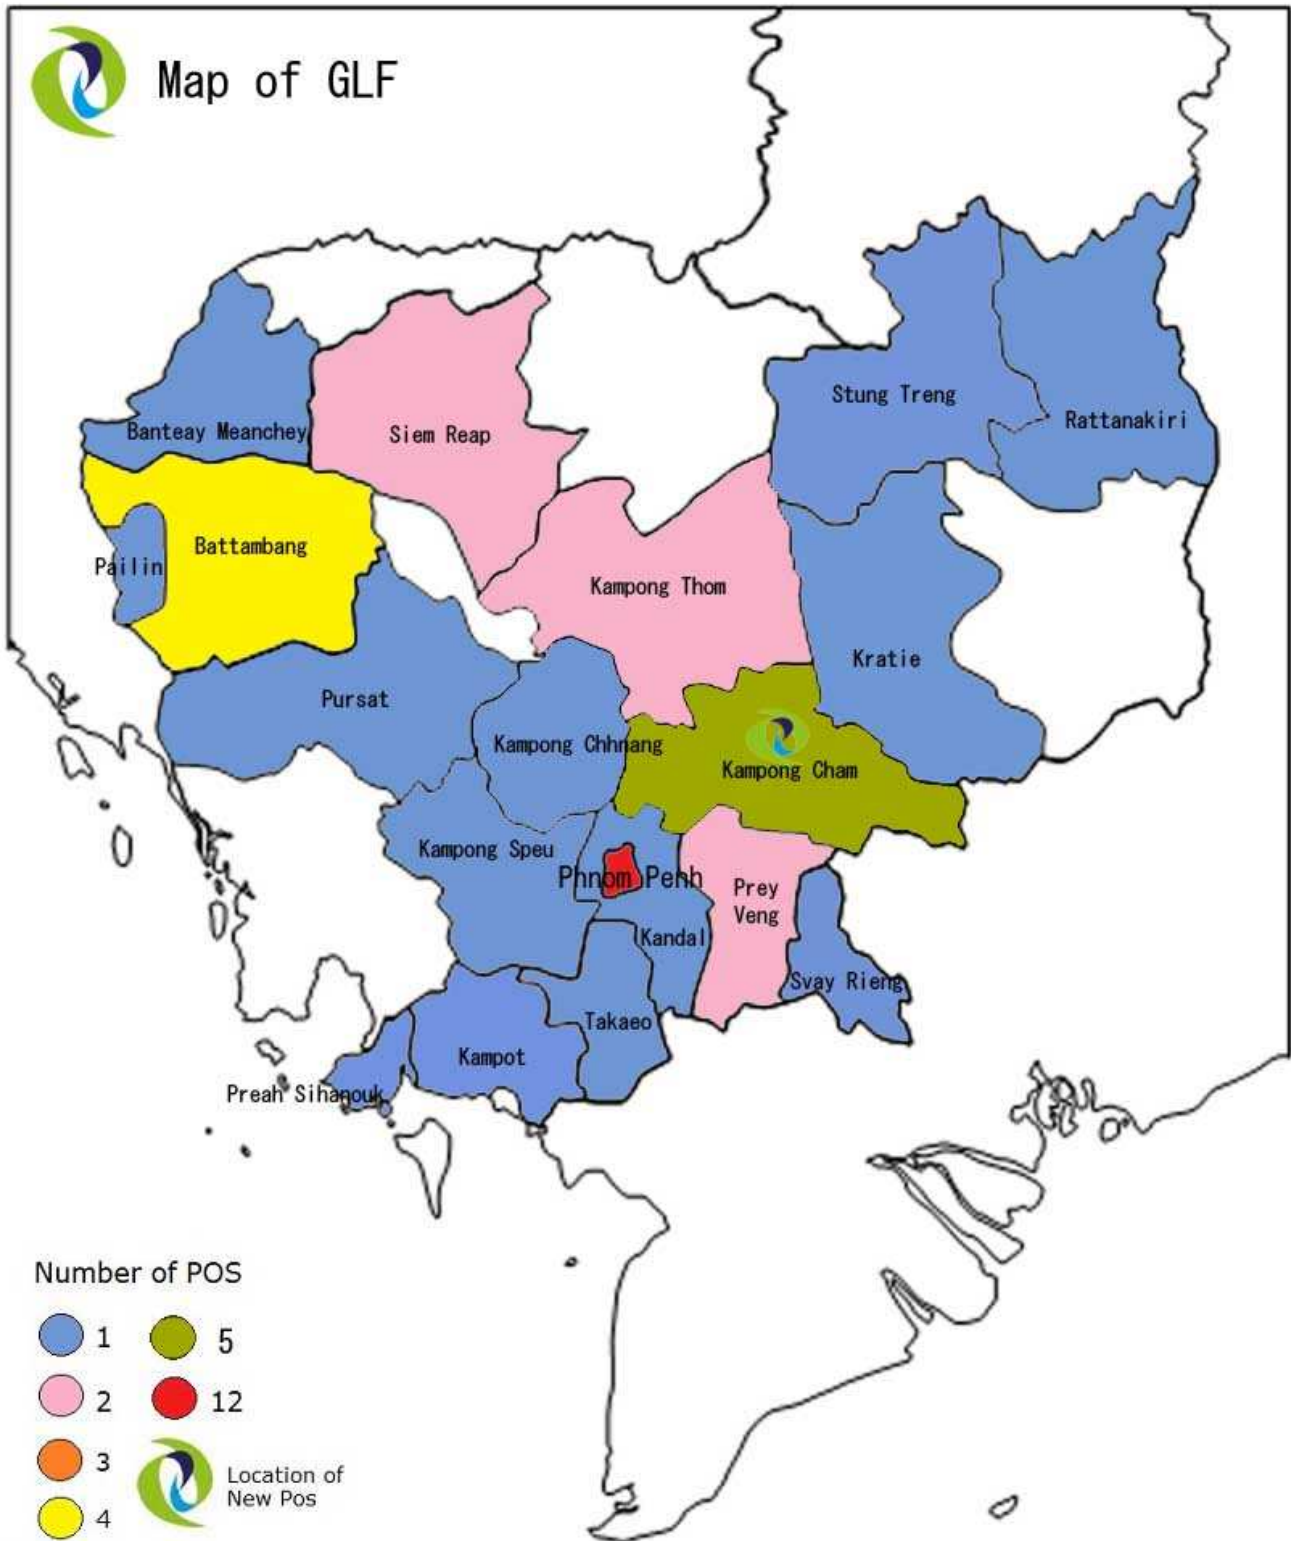 Map of GLF
Stung Treng
Rattanakiri
Banteay Meanchey
Siem Reap
Battambang
Pailin
Kampong Thom
Kratie
Pursat
Kampong Chhnang
Kampong Cham
Kampong Speu
Phnom Pehh
Prey
Veng
Kandal
Svay Rieng
Takaeo
Kampot
Preah Sihanouk
Number of POS
1
5
2
12
3
Location of
New Pos
4